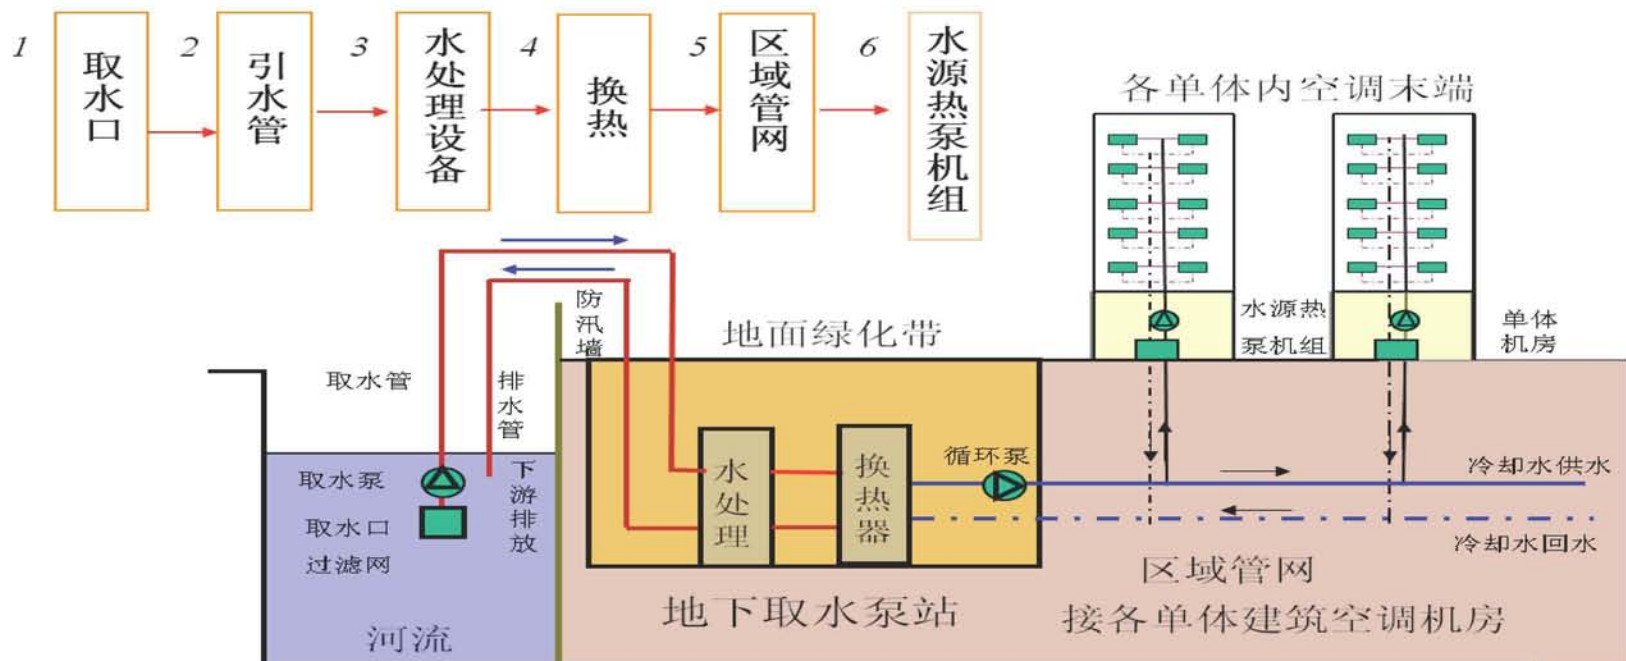 1
取水口
2
引水管
3
水处理设备
4
换热
5
区域管网
6
水源热泵机组
各单体内空调末端
防汛墙
地面绿化带
水源热
泵机组
单体
机房
取水管
排水管
取水泵
取水口
过滤网
下游排放
水处理
换热器
循环泵
冷却水供水
冷却水回水
区域管网
河流
地下取水泵站
接各单体建筑空调机房